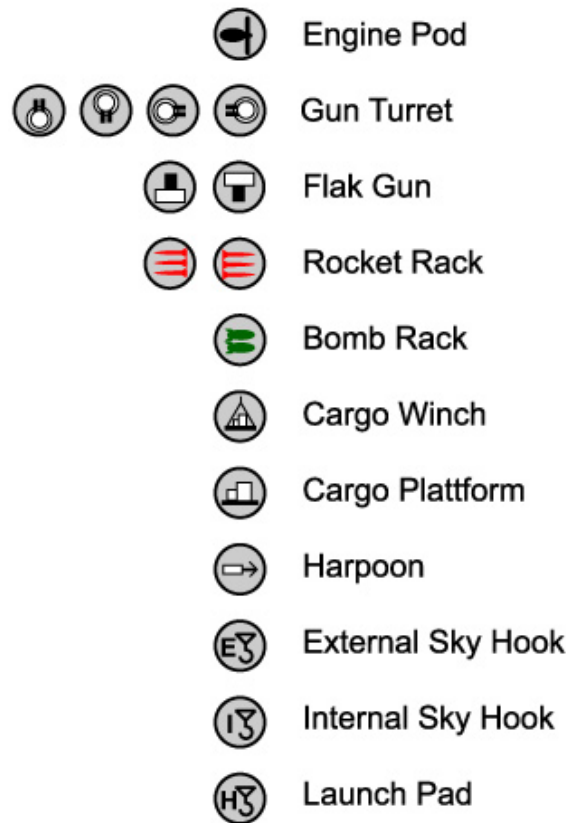 Engine Pod
Gun Turret
Flak Gun
Rocket Rack
Bomb Rack
Cargo Winch
Cargo Plattform
Harpoon
E External Sky Hook
I Internal Sky Hook
H Launch Pad